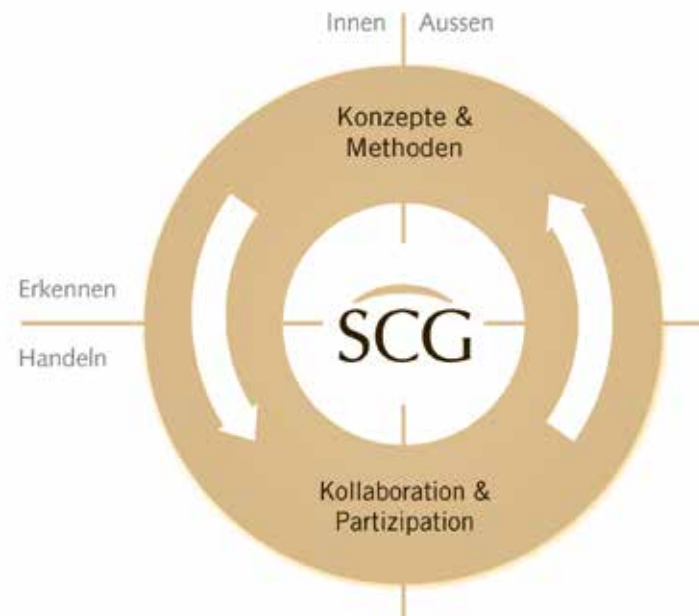 Innen Aussen
Konzepte &
Methoden
Erkennen
Handeln
SCG
Kollaboration &
Partizipation